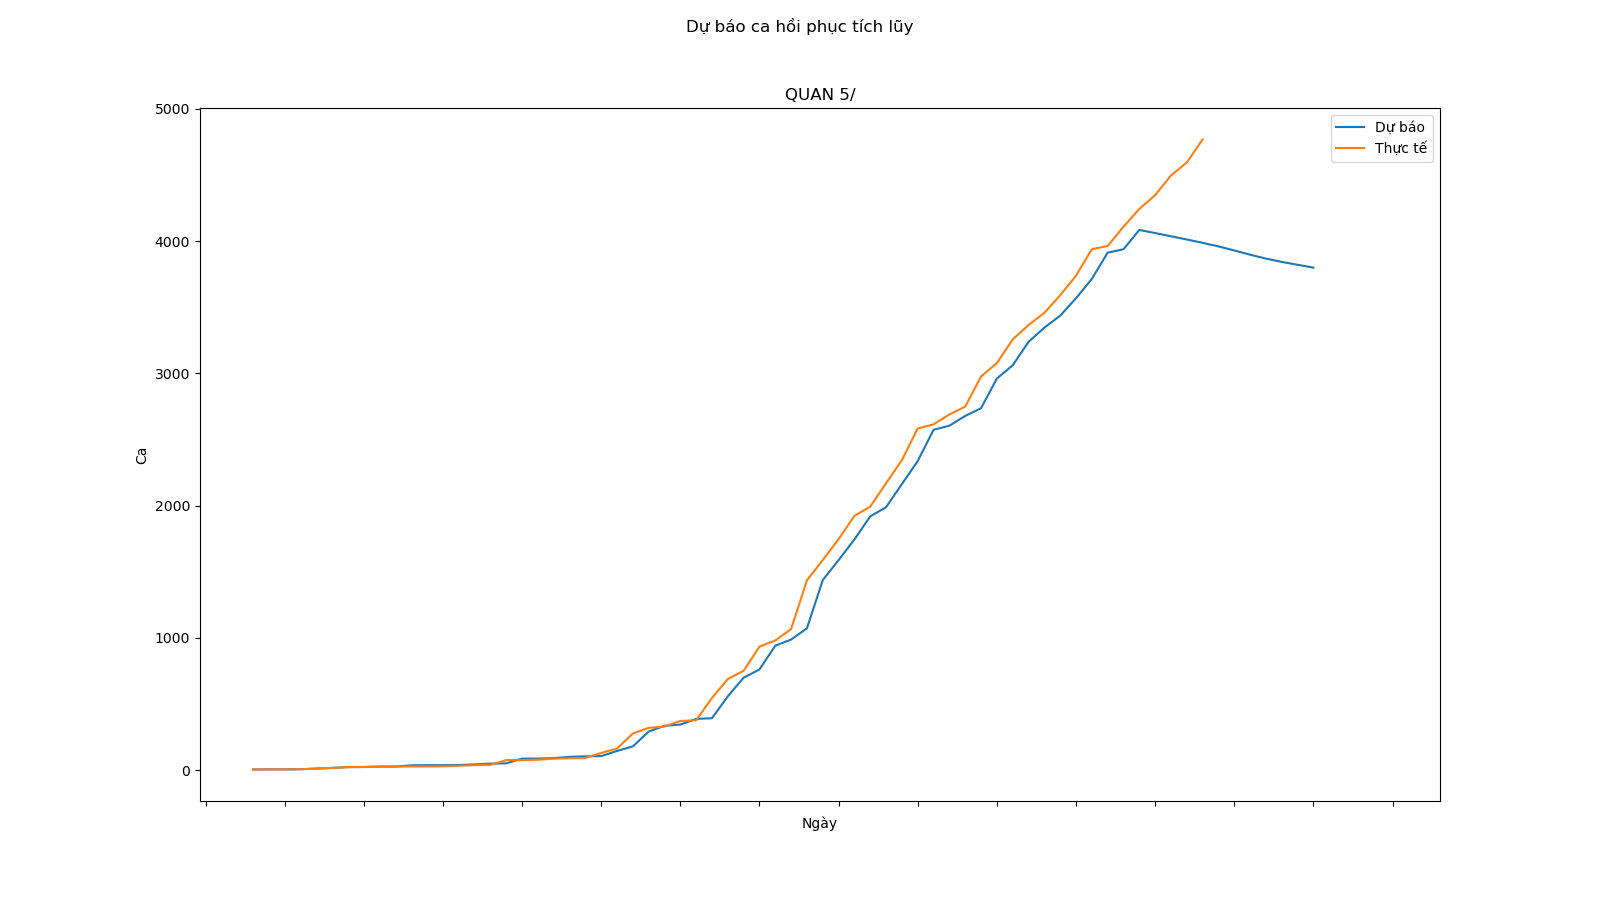 Dự báo ca hồi phục tích lũy
QUAN 5/
5000
4000
3000
2000
1000
0
Ca
Ngày
Dự báo
Thực tế